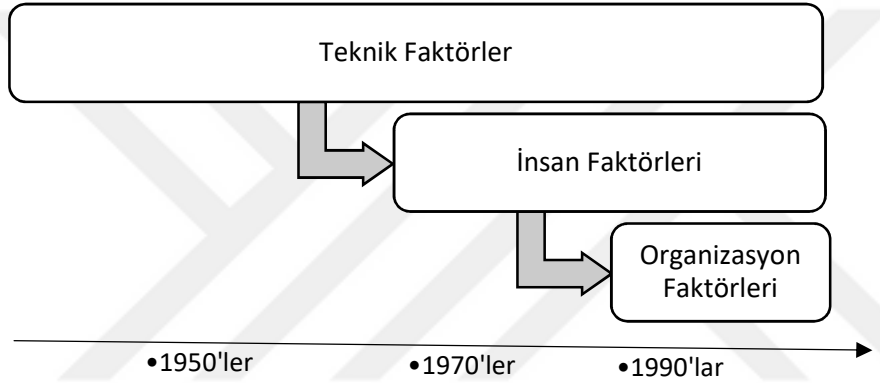 Teknik Faktörler
İnsan Faktörleri
Organizasyon
Faktörleri
•1950'ler
•1970'ler
•1990'lar